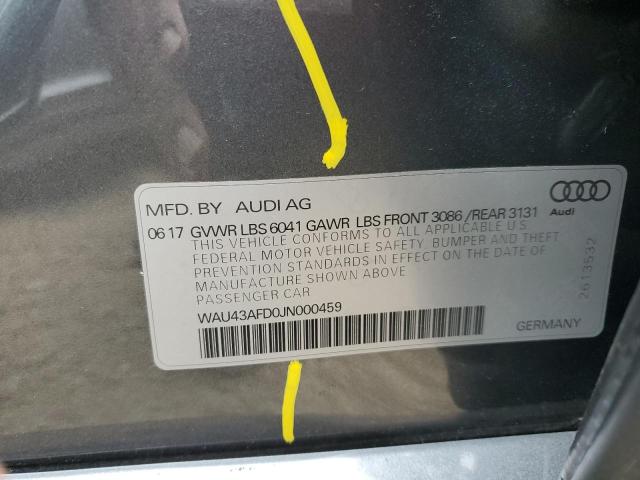 MFD. BY AUDI AG
Audi
06 17 GVWR LBS 6041 GAWR LBS FRONT 3086 / REAR 3131
THIS VEHICLE CONFORMS TO ALL APPLICABLE U S
FEDERAL MOTOR VEHICLE SAFETY, BUMPER AND THEFT
PREVENTION STANDARDS IN EFFECT ON THE DATE OF
MANUFACTURE SHOWN ABOVE
PASSENGER CAR
WAU43AFD0JN000459
GERMANY
2613532